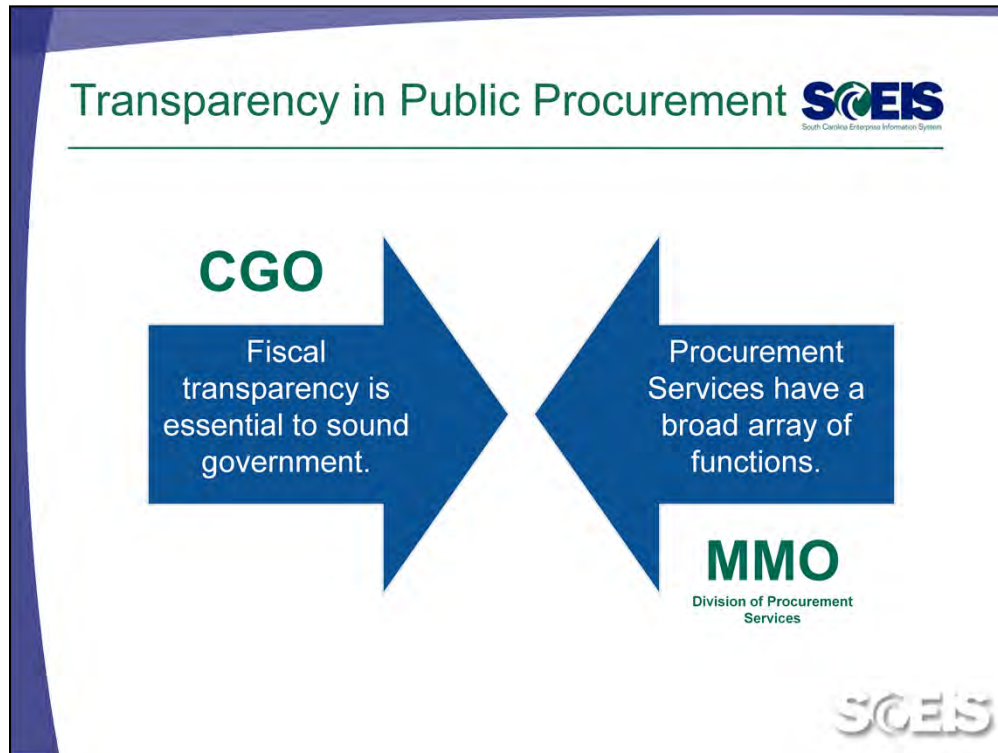 Transparency in Public Procurement
SCEIS
South Carolina Enterprise Information System
CGO
Fiscal
transparency is
essential to sound
government.
Procurement
Services have a
broad array of
functions.
MMO
Division of Procurement
Services
SCEIS